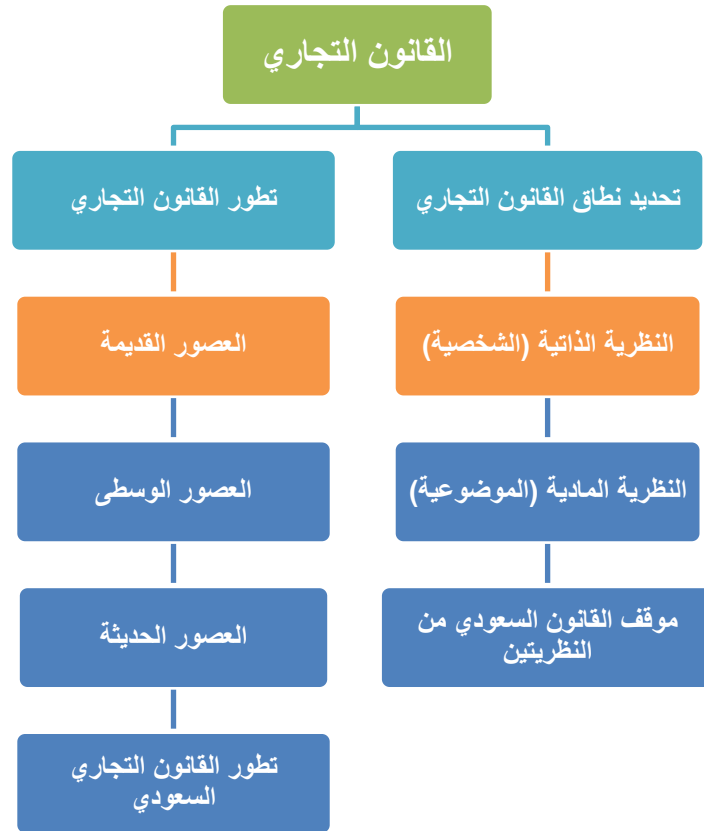 القانون التجاري
تحديد نطاق القانون التجاري
النظرية الذاتية (الشخصية)
النظرية المادية (الموضوعية)
موقف القانون السعودي من
النظريتين
تطور القانون التجاري
العصور القديمة
العصور الوسطى
العصور الحديثة
تطور القانون التجاري
السعودي